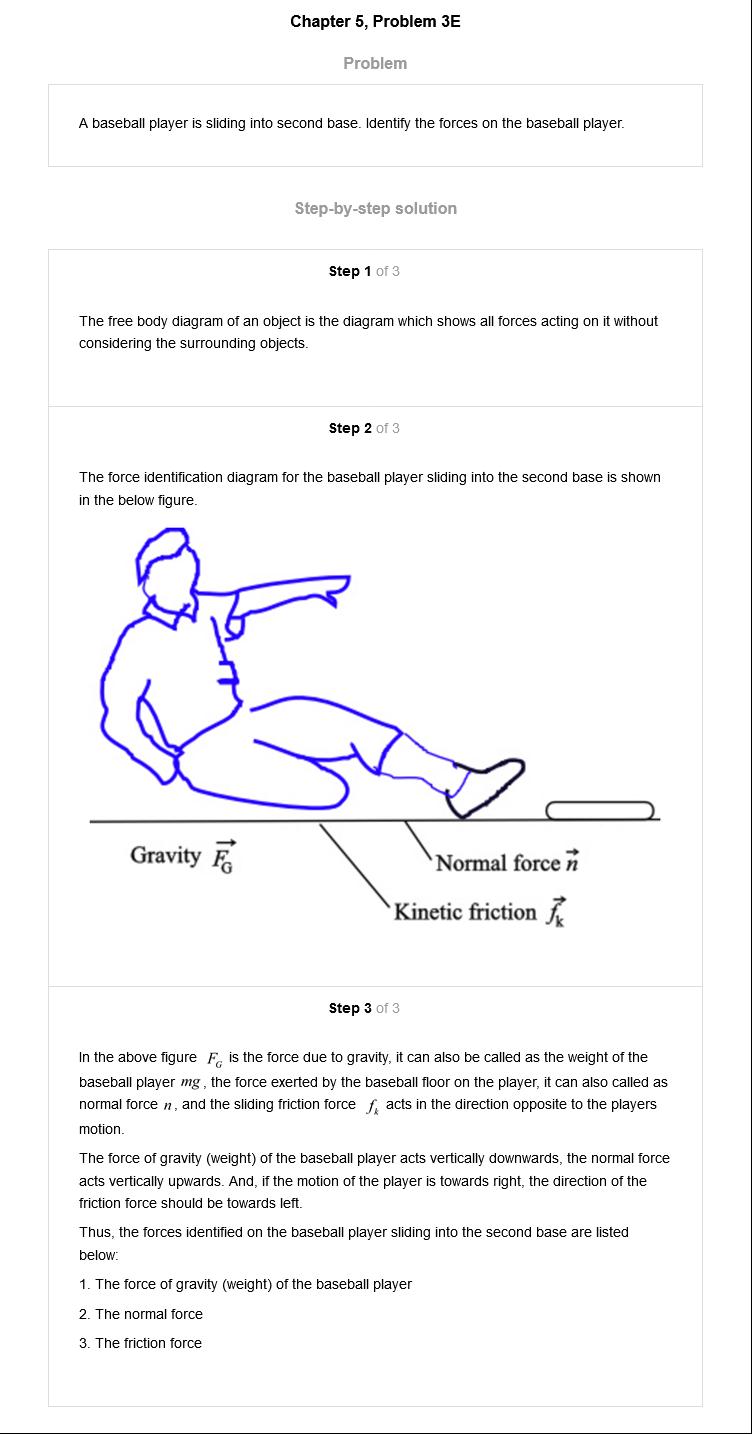 Chapter 5, Problem 3E
Problem
A baseball player is sliding into second base. Identify the forces on the baseball player.
Step-by-step solution
Step 1 of 3
The free body diagram of an object is the diagram which shows all forces acting on it without
considering the surrounding objects.
Step 2 of 3
The force identification diagram for the baseball player sliding into the second base is shown
in the below figure.
Gravity F⃗_G
Normal force n⃗
Kinetic friction f⃗_k
Step 3 of 3
In the above figure F_G is the force due to gravity, it can also be called as the weight of the
baseball player mg, the force exerted by the baseball floor on the player, it can also called as
normal force n, and the sliding friction force f_k acts in the direction opposite to the players
motion.
The force of gravity (weight) of the baseball player acts vertically downwards, the normal force
acts vertically upwards. And, if the motion of the player is towards right, the direction of the
friction force should be towards left.
Thus, the forces identified on the baseball player sliding into the second base are listed
below:
1. The force of gravity (weight) of the baseball player
2. The normal force
3. The friction force